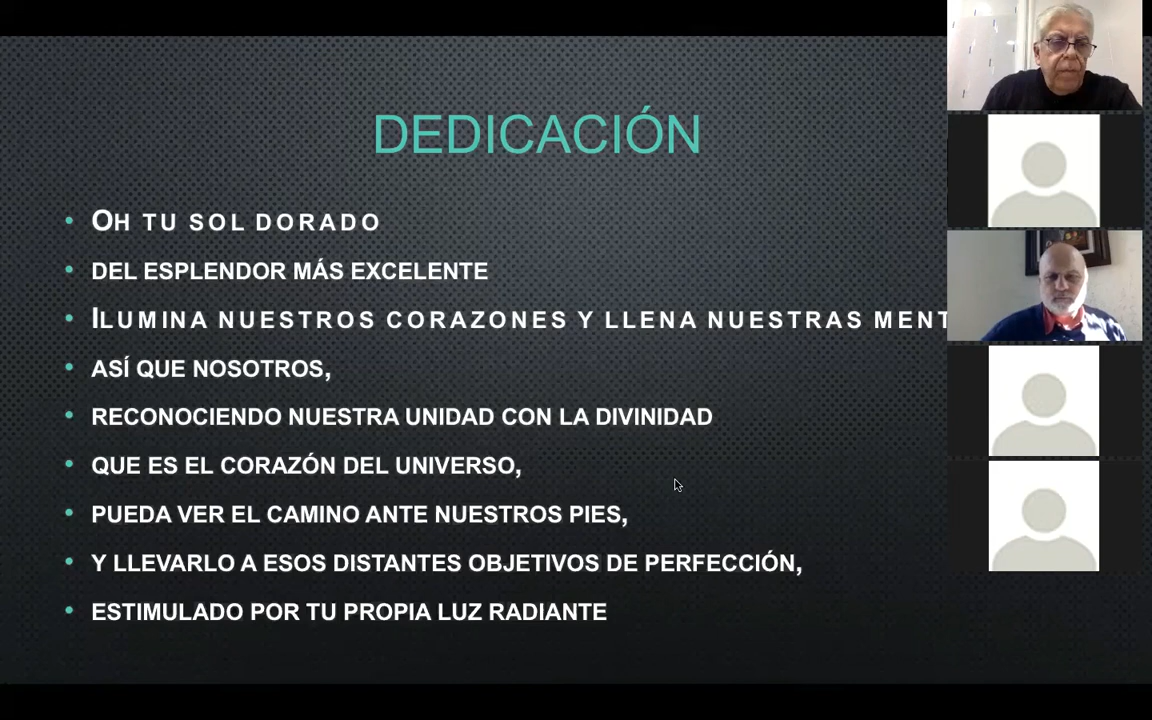 DEDICACIÓN
OH TU SOL DORADO
DEL ESPLENDOR MÁS EXCELENTE
ILUMINA NUESTROS CORAZONES Y LLENA NUESTRAS
ASÍ QUE NOSOTROS,
RECONOCIENDO NUESTRA UNIDAD CON LA DIVINIDAD
QUE ES EL CORAZÓN DEL UNIVERSO,
PUEDA VER EL CAMINO ANTE NUESTROS PIES,
Y LLEVARLO A ESOS DISTANTES OBJETIVOS DE PERFECCIÓN,
ESTIMULADO POR TU PROPIA LUZ RADIANTE